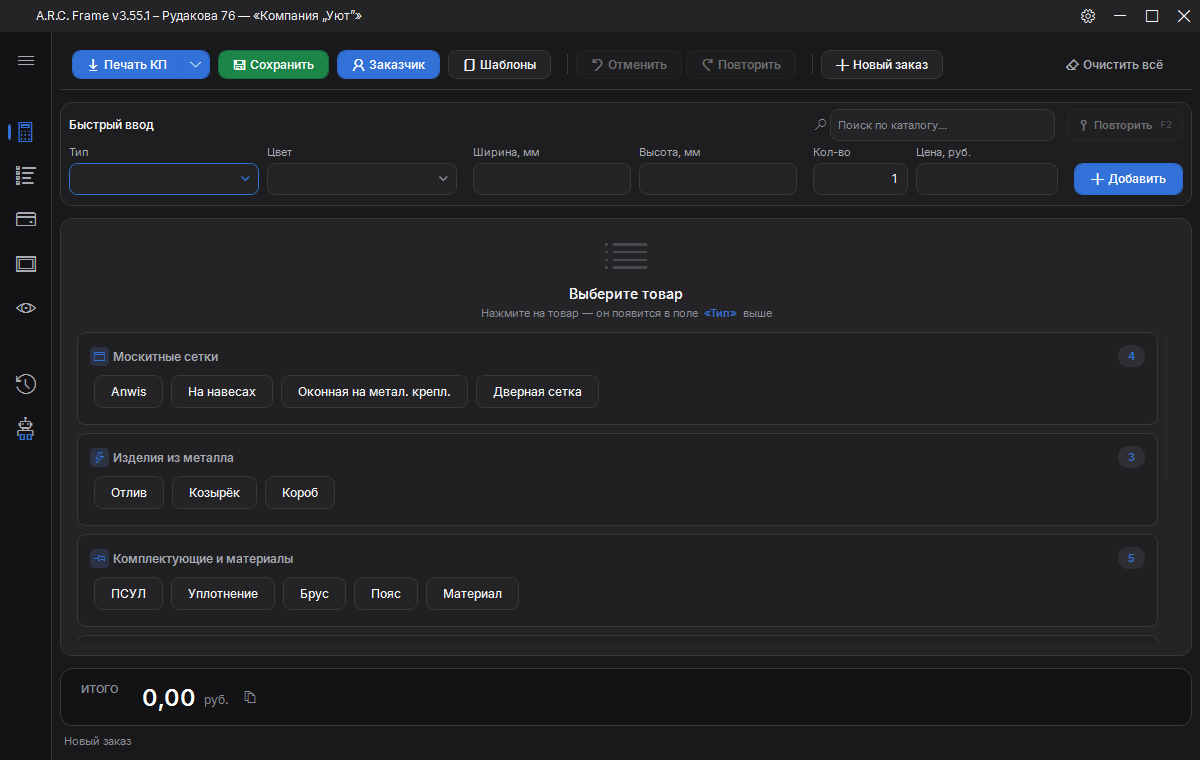 A.R.C. Frame v3.55.1 – Рудакова 76 — «Компания „Уют"»
Печать КП Сохранить Заказчик Шаблоны Отменить Повторить Новый заказ Очистить всё
Быстрый ввод Поиск по каталогу... Повторить F2
Тип Цвет Ширина, мм Высота, мм Кол-во Цена, руб.
1 Добавить
Выберите товар
Нажмите на товар — он появится в поле «Тип» выше
Москитные сетки 4
Anwis На навесах Оконная на метал. крепл. Дверная сетка
Изделия из металла 3
Отлив Козырёк Короб
Комплектующие и материалы 5
ПСУЛ Уплотнение Брус Пояс Материал
ИТОГО 0,00 руб.
Новый заказ